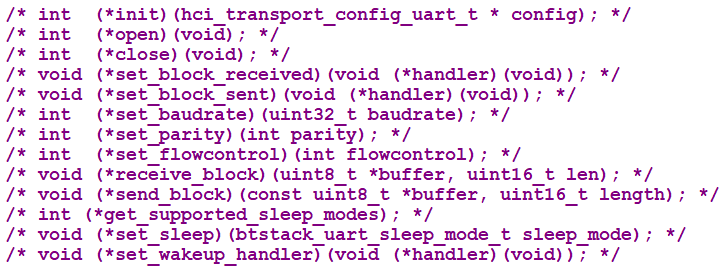 /* int  (*init)(hci_transport_config_uart_t * config); */
/* int  (*open)(void); */
/* int  (*close)(void); */
/* void (*set_block_received)(void (*handler)(void)); */
/* void (*set_block_sent)(void (*handler)(void)); */
/* int  (*set_baudrate)(uint32_t baudrate); */
/* int  (*set_parity)(int parity); */
/* int  (*set_flowcontrol)(int flowcontrol); */
/* void (*receive_block)(uint8_t *buffer, uint16_t len); */
/* void (*send_block)(const uint8_t *buffer, uint16_t length); */
/* int (*get_supported_sleep_modes); */
/* void (*set_sleep)(btstack_uart_sleep_mode_t sleep_mode); */
/* void (*set_wakeup_handler)(void (*handler)(void)); */